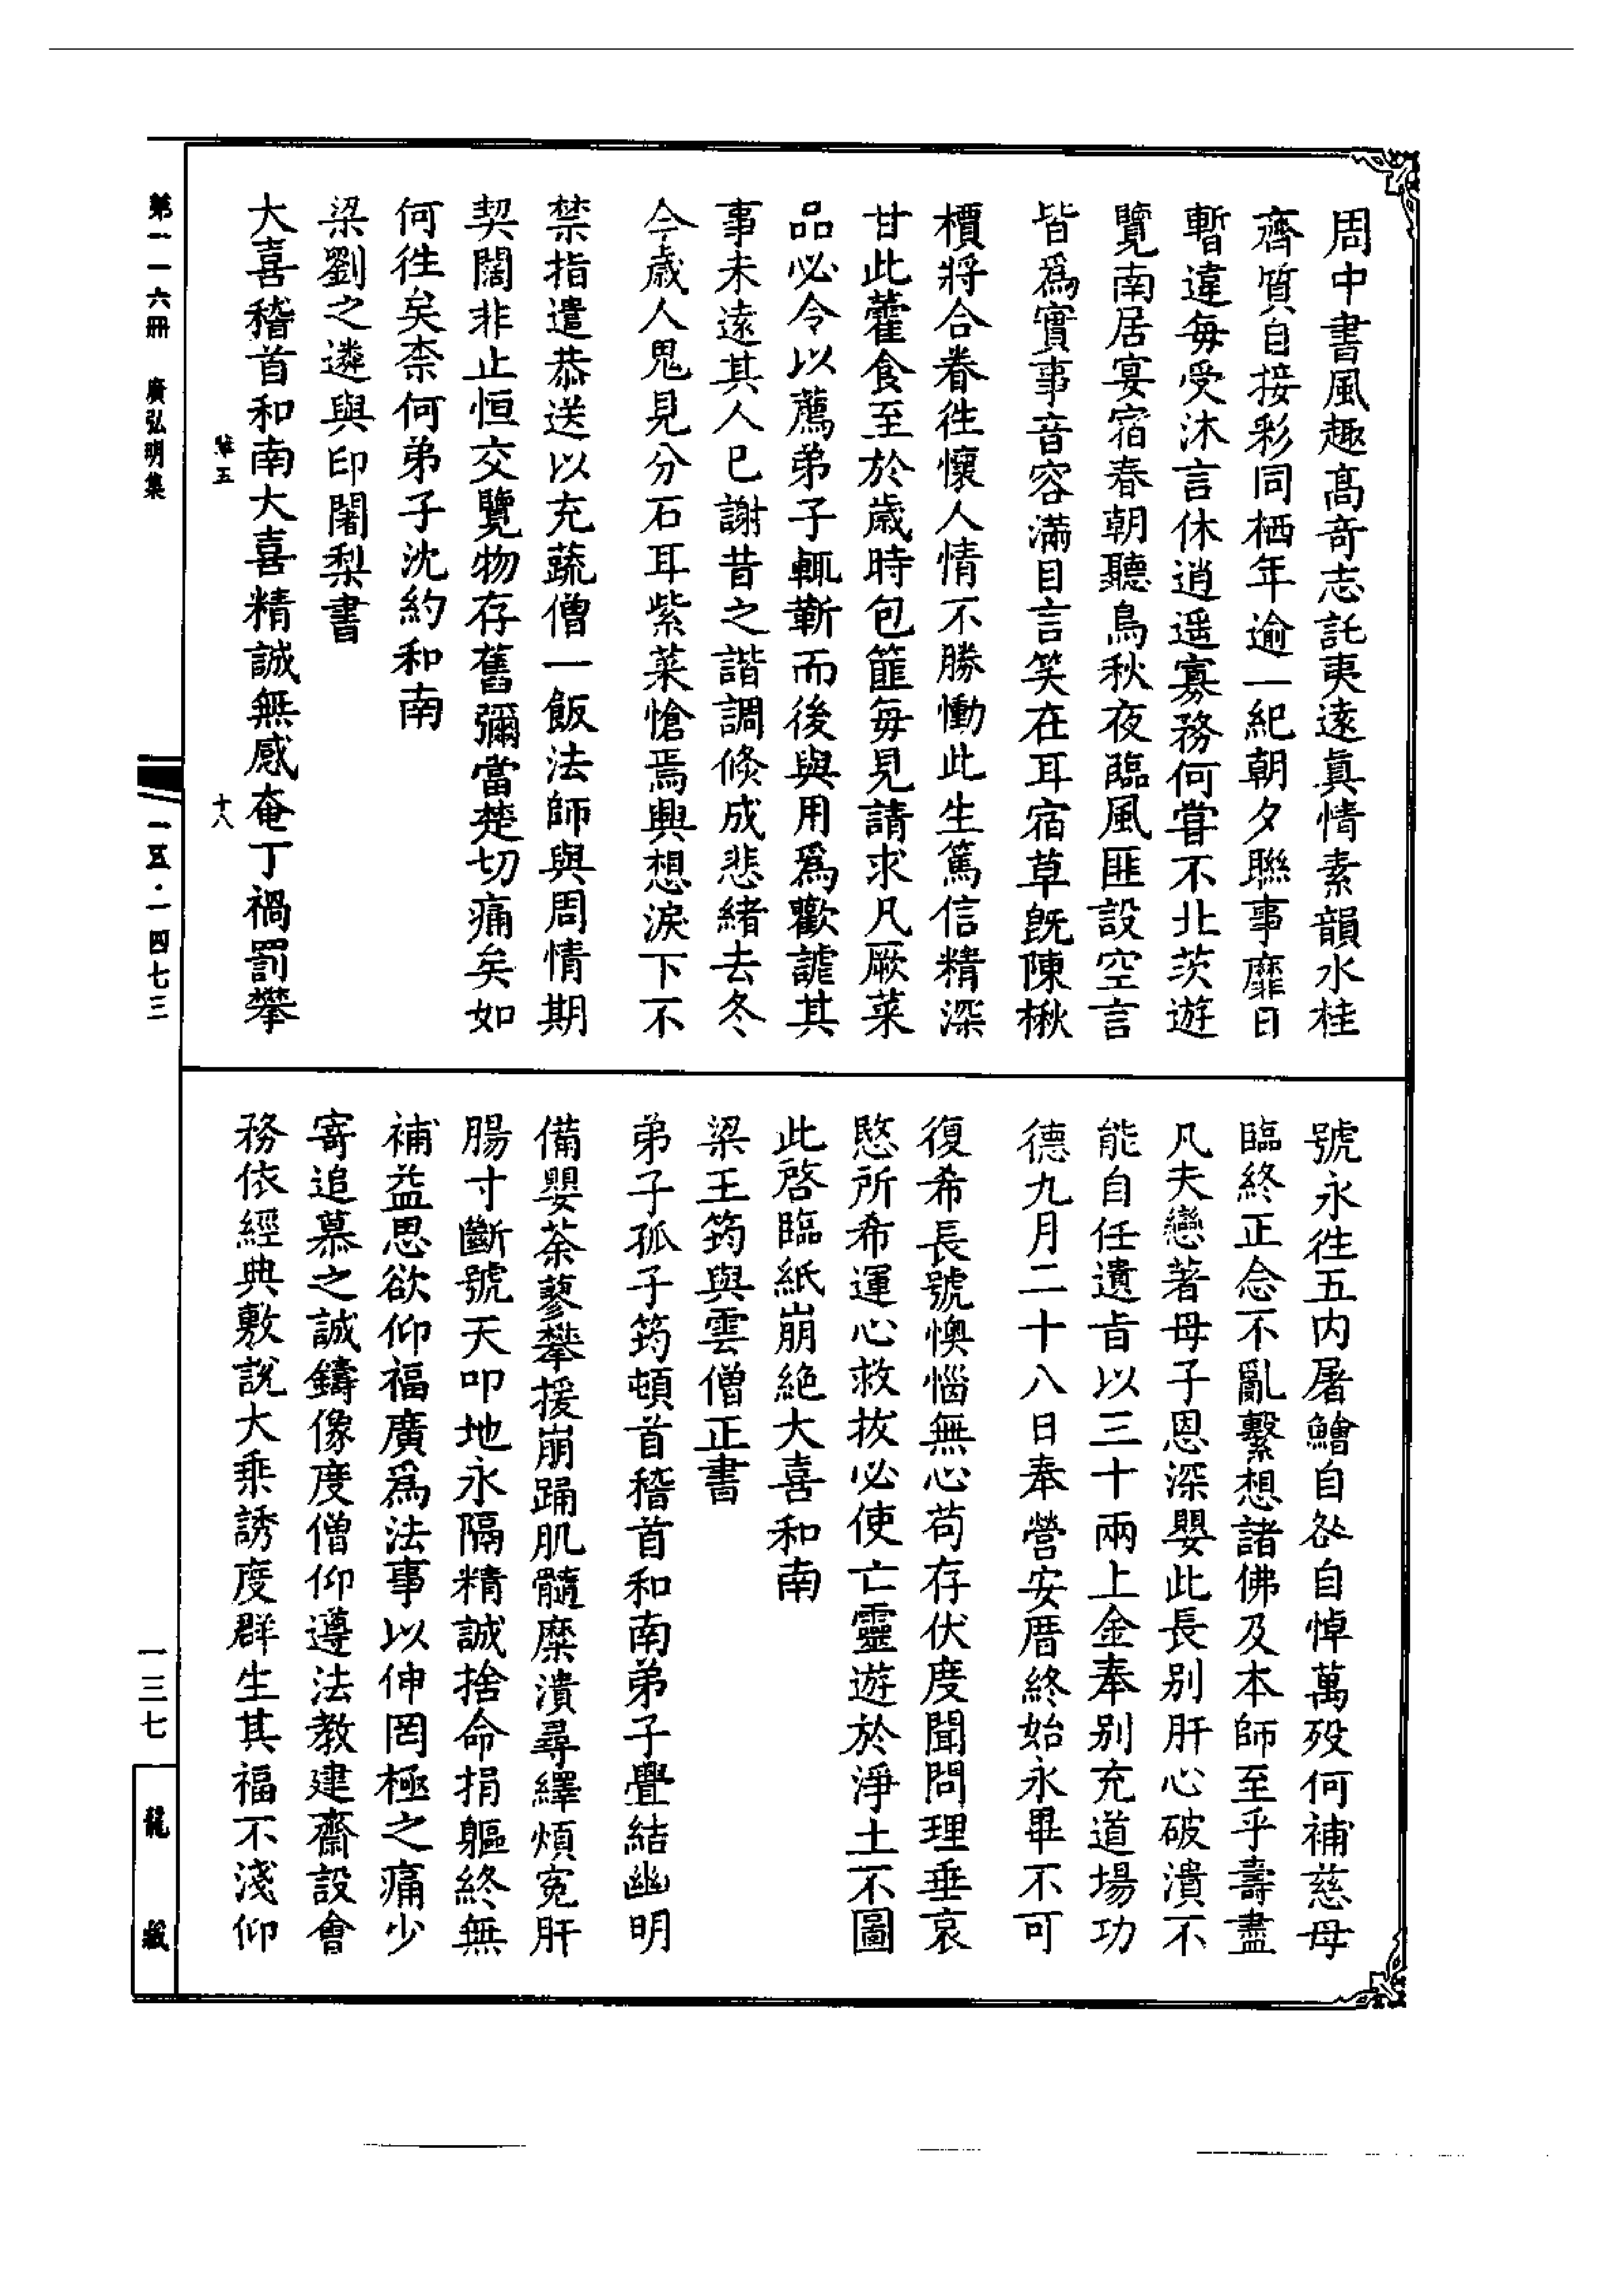 周中書風趣高奇志託夷遠真情素韻水桂
齊質自接彩同栖年逾一紀朝夕聯事靡日
暫違每受沐言休逍遥寡務何甞不北茨遊
覽南居宴宿春朝聽鳥秋夜臨風匪設空言
皆為實事音容滿目言笑在耳宿草既陳楸
檟將合眷徃懷人情不勝慟此生篤信精深
甘此藿食至於歲時包篚每見請求凡厥菜
品必令以薦弟子輒蘄而後與用為歡謔其
事未遠其人已謝昔之諧調倐成悲緒去冬
今歲人鬼見分石耳紫菜愴焉興想淚下不
禁指遣恭送以充蔬僧一飯法師與周情期
契闊非止恒交覽物存舊彌當楚切痛矣如
何徃矣柰何弟子沈約和南
梁劉之遴與印闍梨書
大喜稽首和南大喜精誠無感奄丁禍罰攀
號永徃五内屠鱠自咎自悼萬殁何補慈母
臨終正念不亂繫想諸佛及本師至乎壽盡
凡夫戀著母子恩深嬰此長别肝心破潰不
能自任遺旨以三十兩上金奉别充道場功
德九月二十八日奉營安厝終始永畢不可
復希長號懊惱無心苟存伏度聞問理垂哀
愍所希運心救拔必使亡靈遊於淨土不圖
此啓臨紙崩絶大喜和南
梁王筠與雲僧正書
弟子孤子筠頓首稽首和南弟子疊結幽明
備嬰荼蓼攀援崩踊肌髓糜潰尋繹煩寃肝
腸寸斷號天叩地永隔精誠捨命捐軀終無
補益思欲仰福廣為法事以伸罔極之痛少
寄追慕之誠鑄像度僧仰遵法教建齋設會
務依經典敷說大乗誘度群生其福不淺仰
第一一六冊 廣弘明集
五
十八
一五五·一四七三
一三七
龍藏